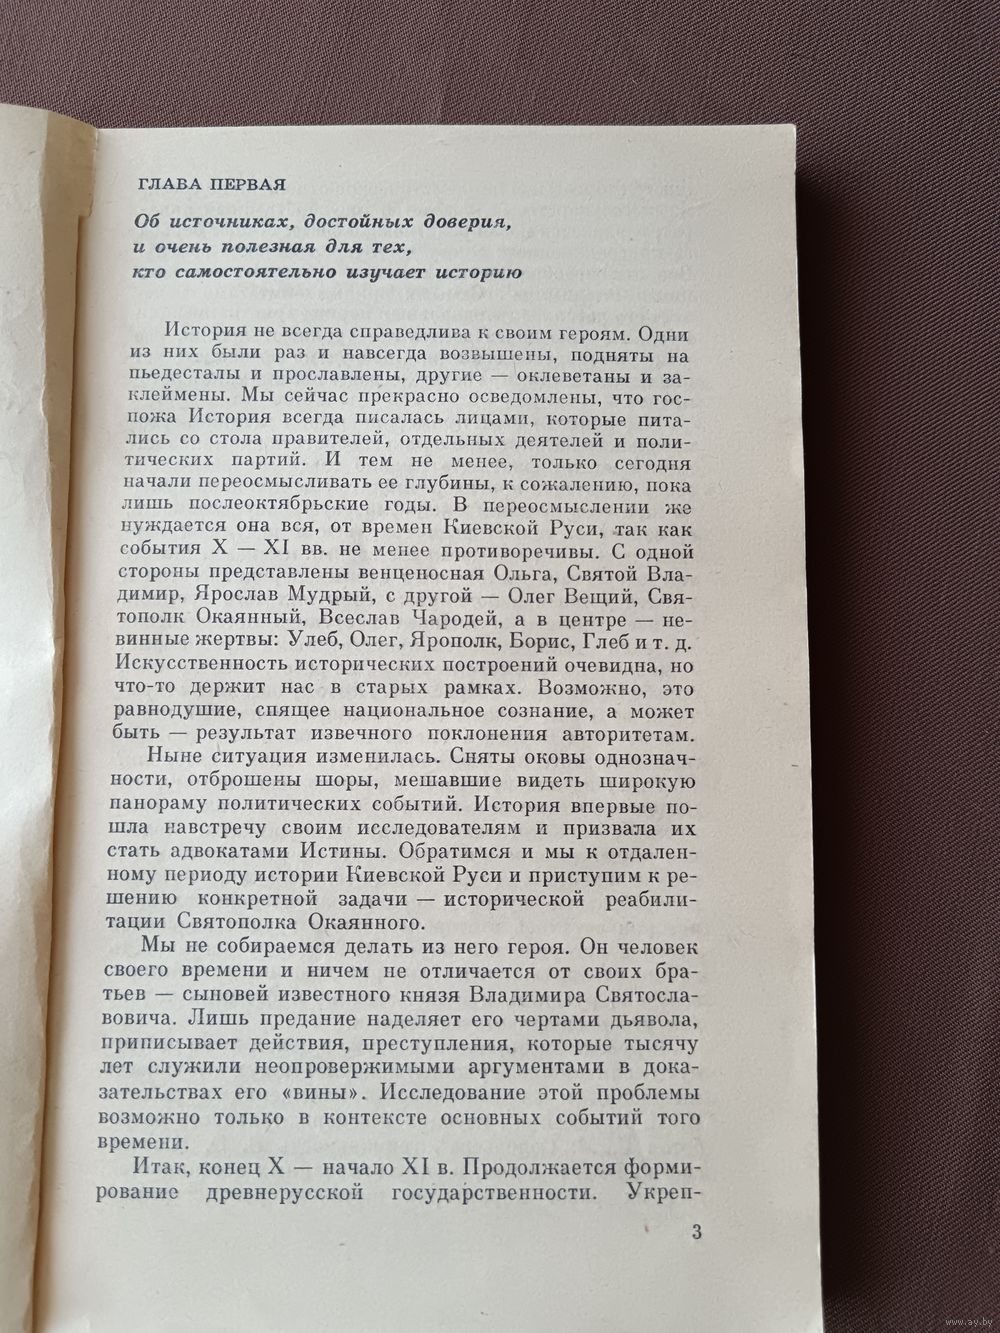 ГЛАВА ПЕРВАЯ
Об источниках, достойных доверия,
и очень полезная для тех,
кто самостоятельно изучает историю
История не всегда справедлива к своим героям. Одни
из них были раз и навсегда возвышены, подняты на
пьедесталы и прославлены, другие — оклеветаны и за-
клеймены. Мы сейчас прекрасно осведомлены, что гос-
пожа История всегда писалась лицами, которые пита-
лись со стола правителей, отдельных деятелей и поли-
тических партий. И тем не менее, только сегодня
начали переосмысливать ее глубины, к сожалению, пока
лишь послеоктябрьские годы. В переосмыслении же
нуждается она вся, от времен Киевской Руси, так как
события X — XI вв. не менее противоречивы. С одной
стороны представлены венценосная Ольга, Святой Вла-
димир, Ярослав Мудрый, с другой — Олег Вещий, Свя-
тополк Окаянный, Всеслав Чародей, а в центре — не-
винные жертвы: Улеб, Олег, Ярополк, Борис, Глеб и т. д.
Искусственность исторических построений очевидна, но
что-то держит нас в старых рамках. Возможно, это
равнодушие, спящее национальное сознание, а может
быть — результат извечного поклонения авторитетам.
Ныне ситуация изменилась. Сняты оковы однознач-
ности, отброшены шоры, мешавшие видеть широкую
панораму политических событий. История впервые по-
шла навстречу своим исследователям и призвала их
стать адвокатами Истины. Обратимся и мы к отдален-
ному периоду истории Киевской Руси и приступим к ре-
шению конкретной задачи — исторической реабили-
тации Святополка Окаянного.
Мы не собираемся делать из него героя. Он человек
своего времени и ничем не отличается от своих бра-
тьев — сыновей известного князя Владимира Святосла-
вовича. Лишь предание наделяет его чертами дьявола,
приписывает действия, преступления, которые тысячу
лет служили неопровержимыми аргументами в дока-
зательствах его «вины». Исследование этой проблемы
возможно только в контексте основных событий того
времени.
Итак, конец X — начало XI в. Продолжается форми-
рование древнерусской государственности. Укреп-
3
www.ay.by